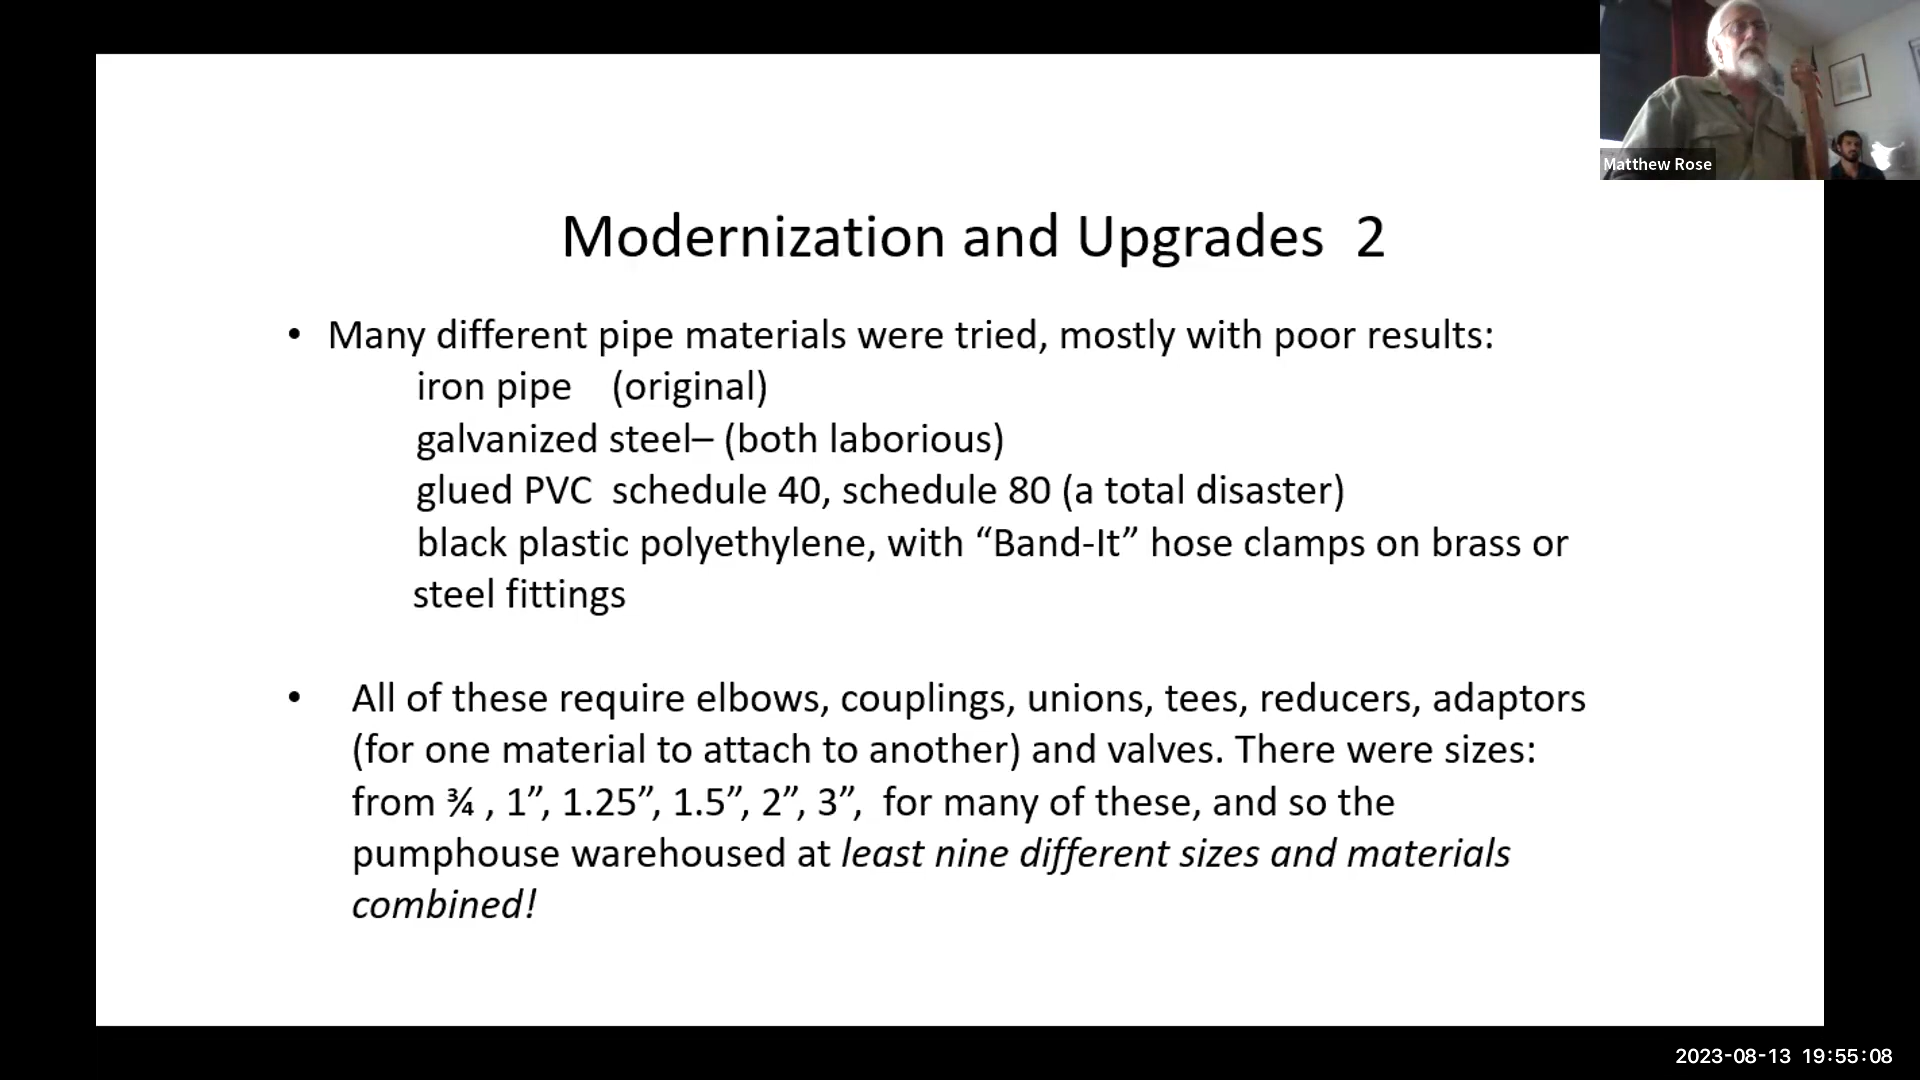 Matthew Rose
Modernization and Upgrades  2
• Many different pipe materials were tried, mostly with poor results:
iron pipe   (original)
galvanized steel– (both laborious)
glued PVC  schedule 40, schedule 80 (a total disaster)
black plastic polyethylene, with “Band-It” hose clamps on brass or
steel fittings
• All of these require elbows, couplings, unions, tees, reducers, adaptors
(for one material to attach to another) and valves. There were sizes:
from ¾ , 1”, 1.25”, 1.5”, 2”, 3”,  for many of these, and so the
pumphouse warehoused at least nine different sizes and materials
combined!
2023-08-13 19:55:08